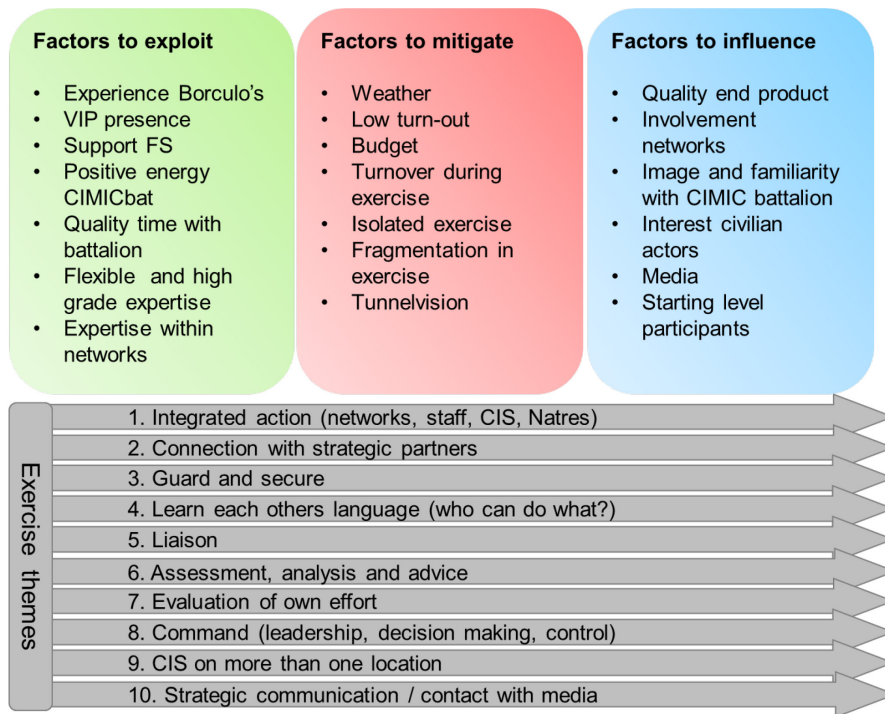 Factors to exploit
• Experience Borculo's
• VIP presence
• Support FS
• Positive energy
CIMICbat
• Quality time with
battalion
• Flexible and high
grade expertise
• Expertise within
networks
Factors to mitigate
• Weather
• Low turn-out
• Budget
• Turnover during
exercise
• Isolated exercise
• Fragmentation in
exercise
• Tunnelvision
Factors to influence
• Quality end product
• Involvement
networks
• Image and familiarity
with CIMIC battalion
• Interest civilian
actors
• Media
• Starting level
participants
Exercise themes
1. Integrated action (networks, staff, CIS, Natres)
2. Connection with strategic partners
3. Guard and secure
4. Learn each others language (who can do what?)
5. Liaison
6. Assessment, analysis and advice
7. Evaluation of own effort
8. Command (leadership, decision making, control)
9. CIS on more than one location
10. Strategic communication / contact with media